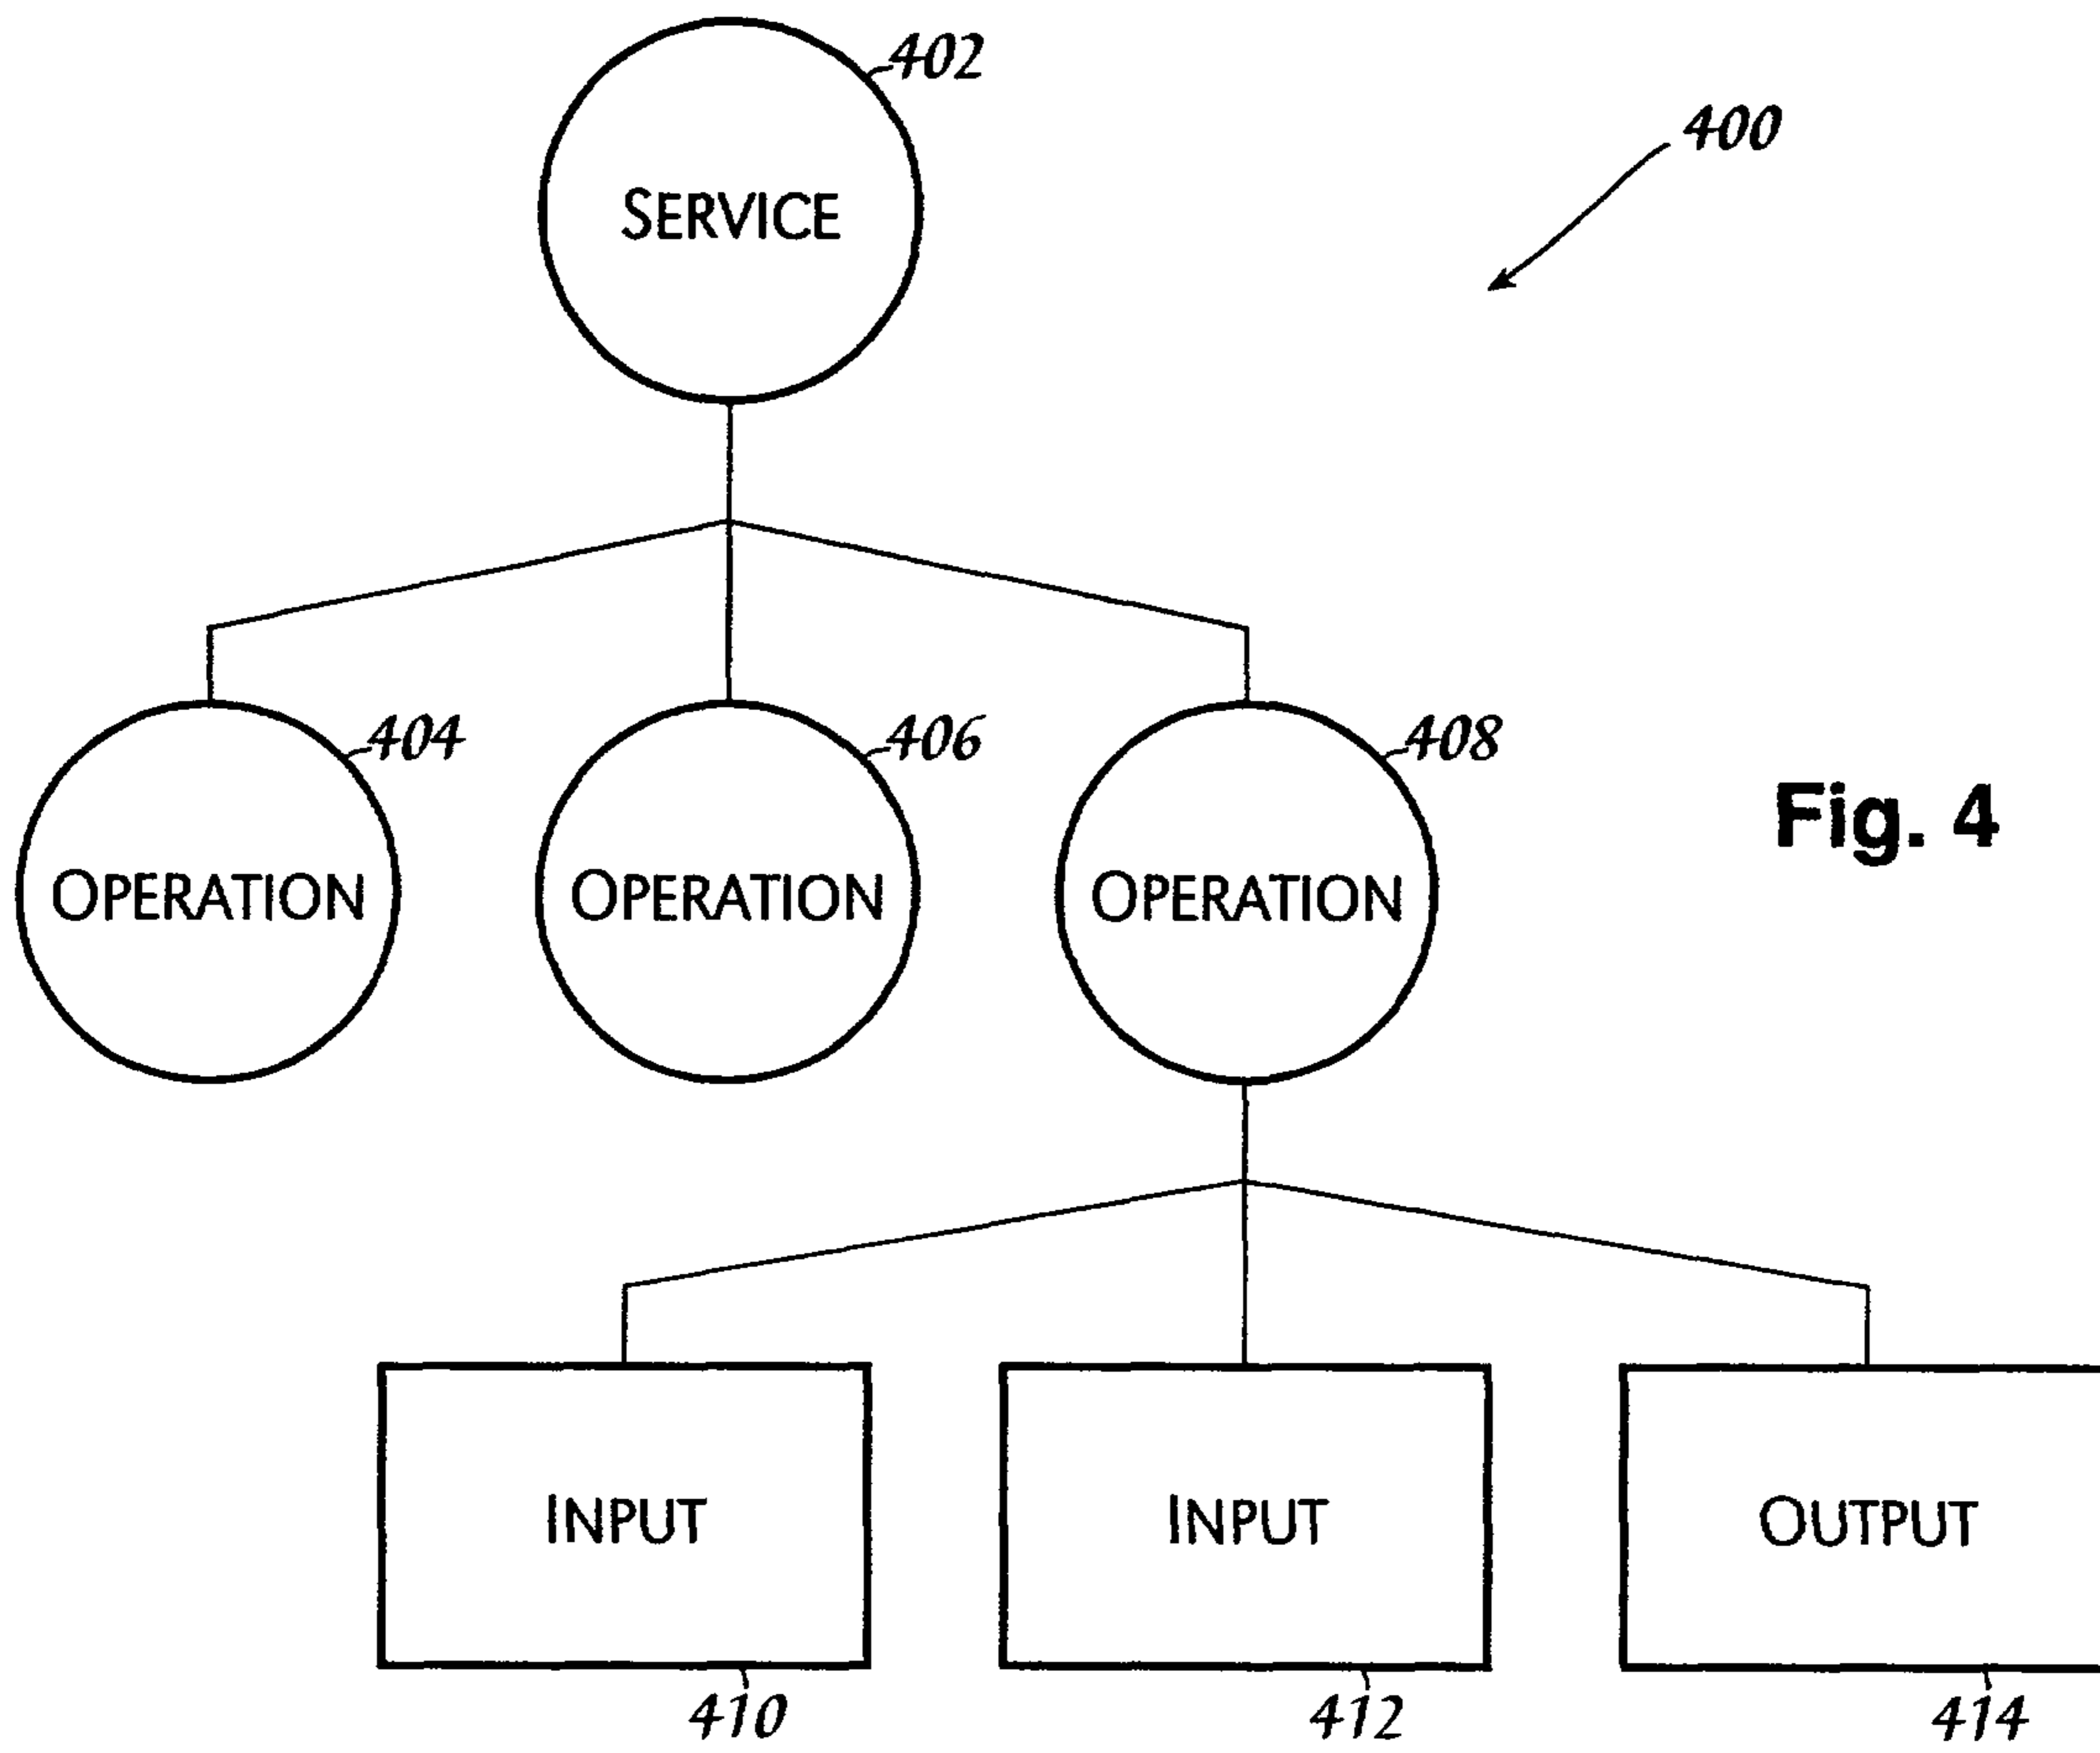 402
400
SERVICE
404
406
408
Fig. 4
OPERATION
OPERATION
OPERATION
INPUT
INPUT
OUTPUT
410
412
414